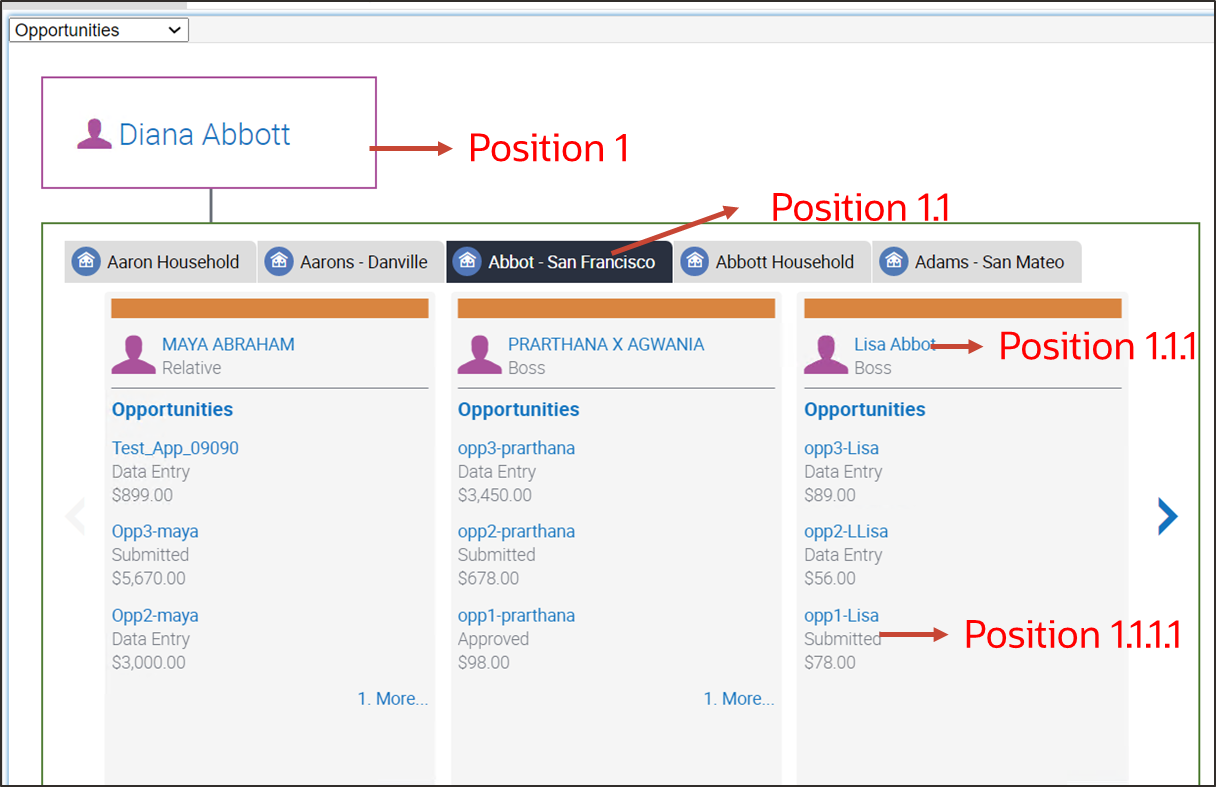 Opportunities
Diana Abbott
Position 1
Position 1.1
Aaron Household
Aarons - Danville
Abbot - San Francisco
Abbott Household
Adams - San Mateo
MAYA ABRAHAM
Relative
Opportunities
Test_App_09090
Data Entry
$899.00
Opp3-maya
Submitted
$5,670.00
Opp2-maya
Data Entry
$3,000.00
1. More...
PRARTHANA X AGWANIA
Boss
Opportunities
opp3-prarthana
Data Entry
$3,450.00
opp2-prarthana
Submitted
$678.00
opp1-prarthana
Approved
$98.00
1. More...
Lisa Abbot
Position 1.1.1
Boss
Opportunities
opp3-Lisa
Data Entry
$89.00
opp2-LLisa
Data Entry
$56.00
opp1-Lisa
Submitted
Position 1.1.1.1
$78.00